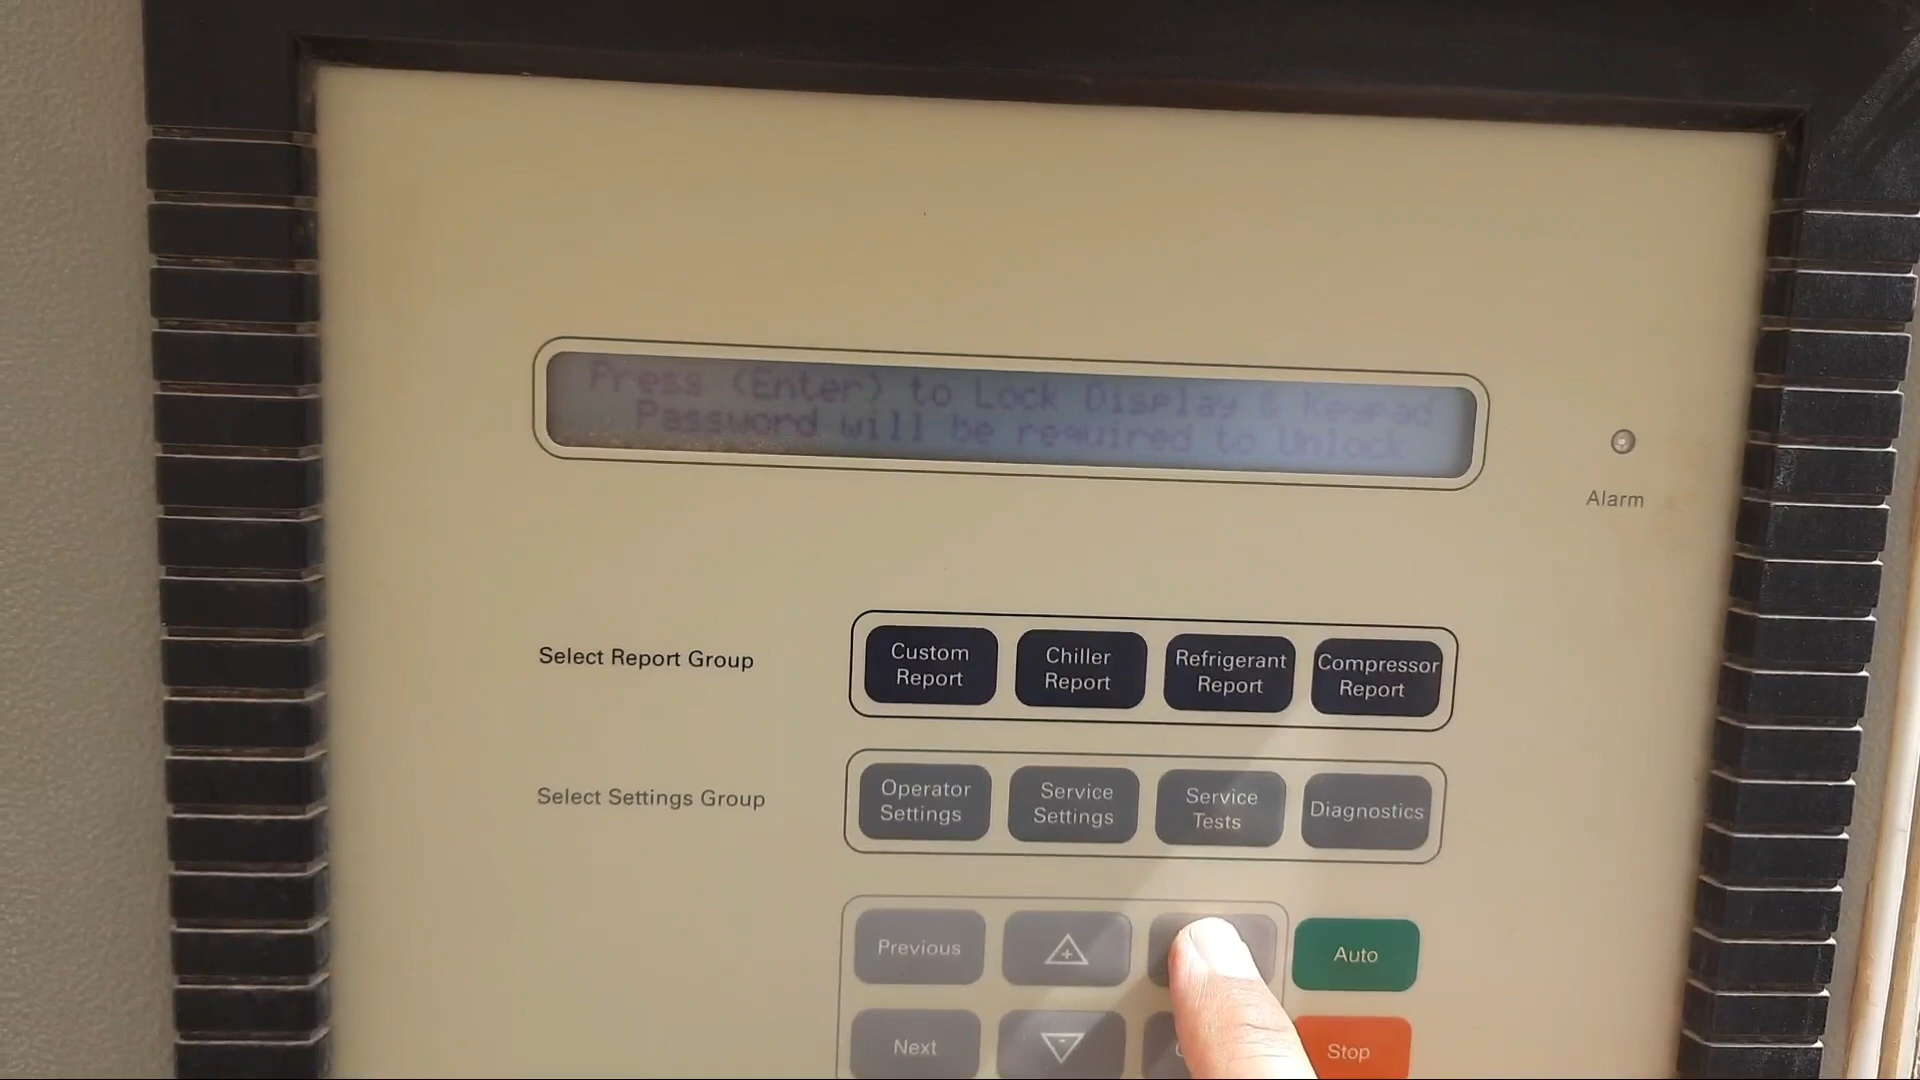 Press (Enter) to Lock Display & Keypad
Password will be required to Unlock
Alarm
Select Report Group
Custom Report
Chiller Report
Refrigerant Report
Compressor Report
Select Settings Group
Operator Settings
Service Settings
Service Tests
Diagnostics
Previous
+
Auto
Next
-
Stop